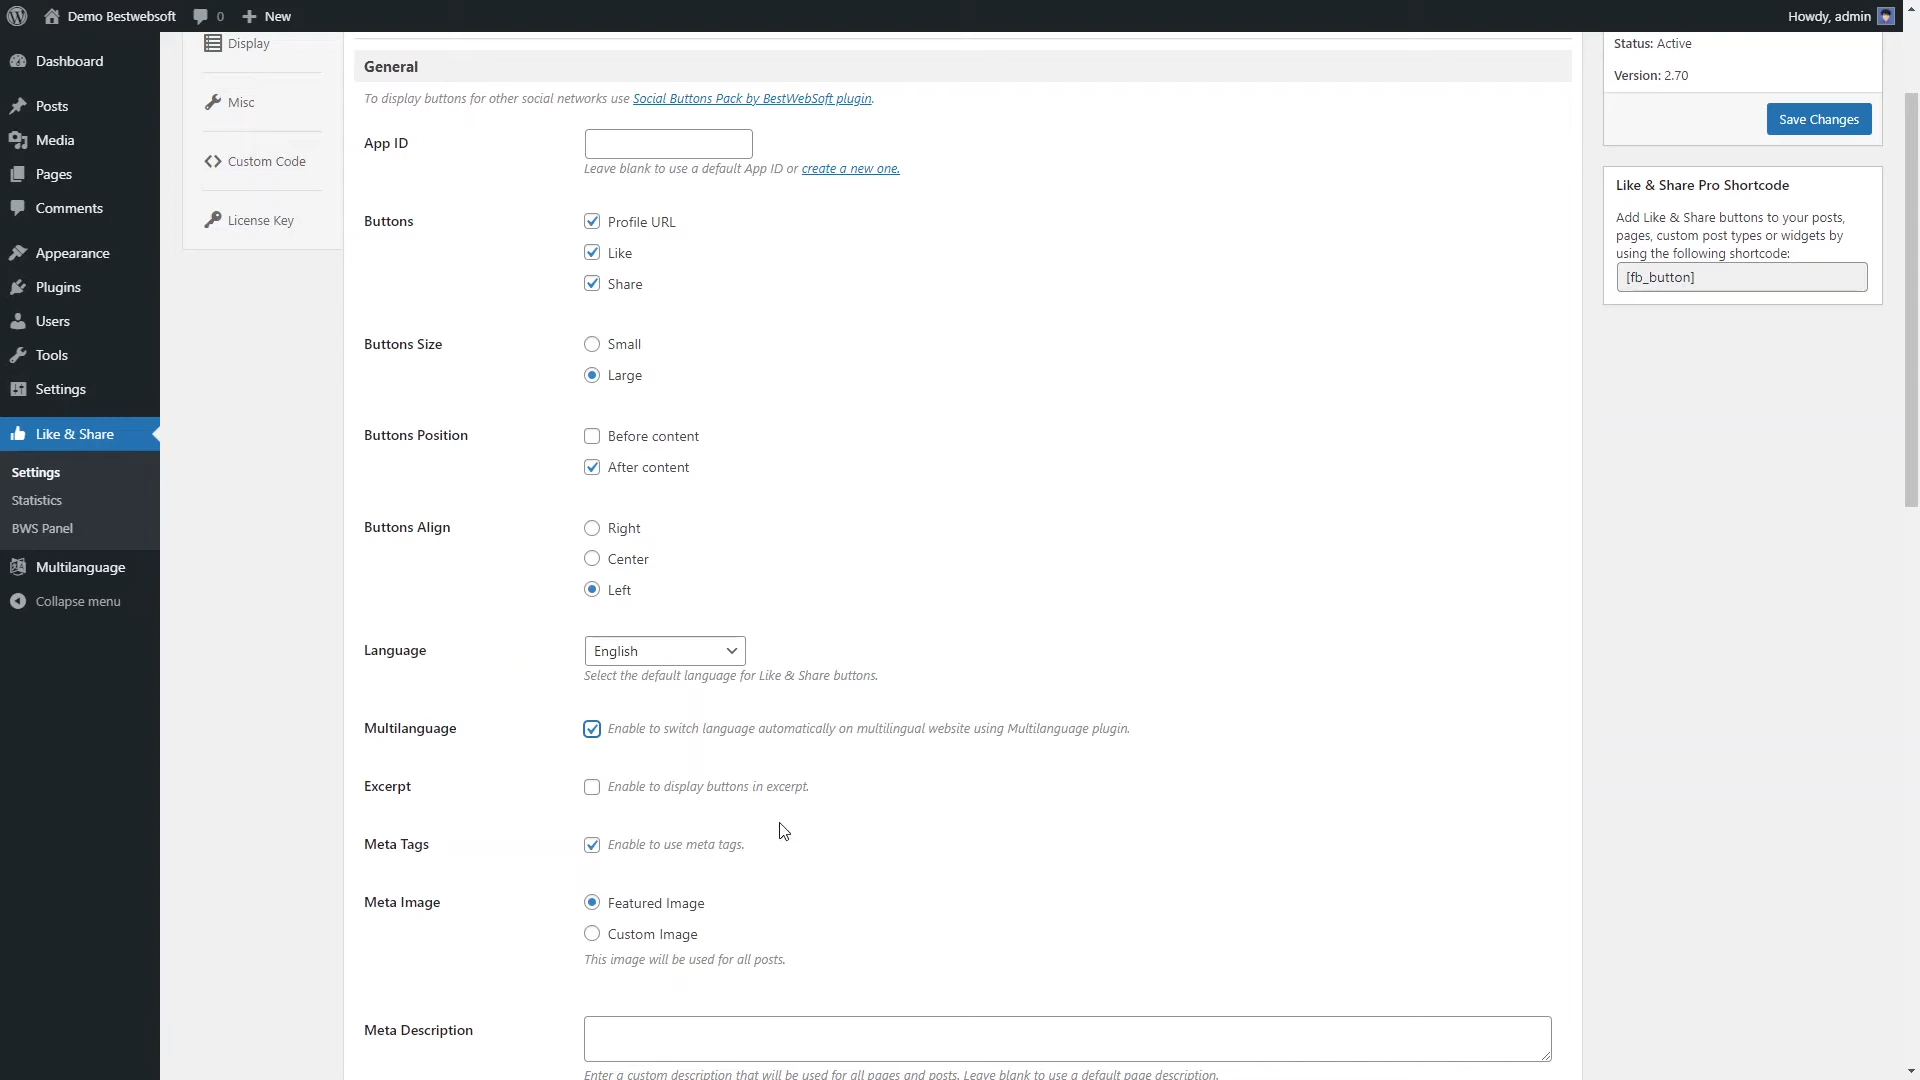 Demo Bestwebsoft 0 New Howdy, admin
Dashboard
Posts
Media
Pages
Comments
Appearance
Plugins
Users
Tools
Settings
Like & Share
Settings
Statistics
BWS Panel
Multilanguage
Collapse menu
Display
Misc
Custom Code
License Key
General
To display buttons for other social networks use Social Buttons Pack by BestWebSoft plugin.
App ID
Leave blank to use a default App ID or create a new one.
Buttons
Profile URL
Like
Share
Buttons Size
Small
Large
Buttons Position
Before content
After content
Buttons Align
Right
Center
Left
Language
English
Select the default language for Like & Share buttons.
Multilanguage
Enable to switch language automatically on multilingual website using Multilanguage plugin.
Excerpt
Enable to display buttons in excerpt.
Meta Tags
Enable to use meta tags.
Meta Image
Featured Image
Custom Image
This image will be used for all posts.
Meta Description
Enter a custom description that will be used for all pages and posts. Leave blank to use a default page description.
Status: Active
Version: 2.70
Save Changes
Like & Share Pro Shortcode
Add Like & Share buttons to your posts,
pages, custom post types or widgets by
using the following shortcode:
[fb_button]